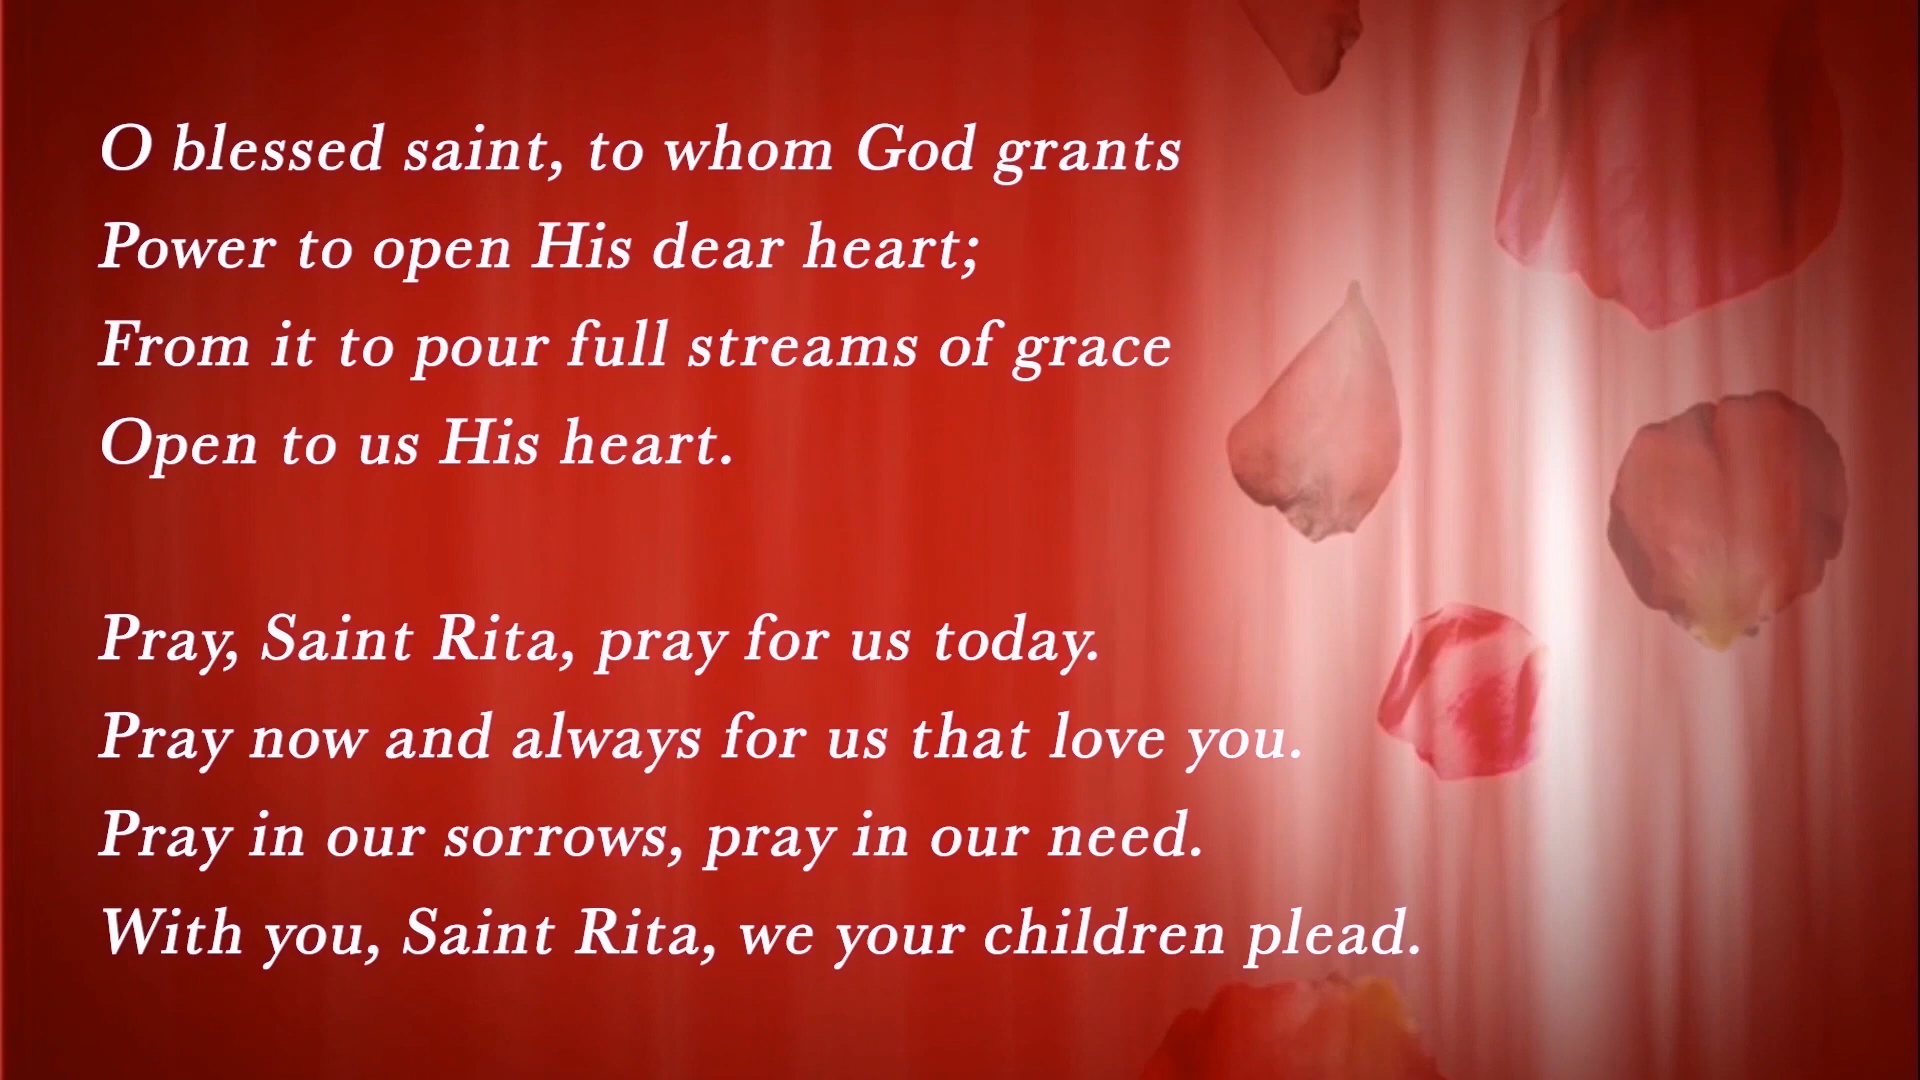 O blessed saint, to whom God grants
Power to open His dear heart;
From it to pour full streams of grace
Open to us His heart.
Pray, Saint Rita, pray for us today.
Pray now and always for us that love you.
Pray in our sorrows, pray in our need.
With you, Saint Rita, we your children plead.